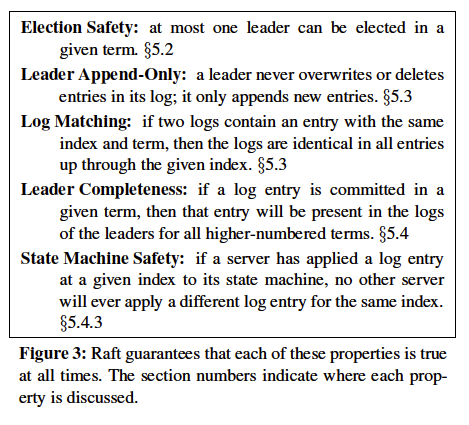 Election Safety: at most one leader can be elected in a
given term. §5.2
Leader Append-Only: a leader never overwrites or deletes
entries in its log; it only appends new entries. §5.3
Log Matching: if two logs contain an entry with the same
index and term, then the logs are identical in all entries
up through the given index. §5.3
Leader Completeness: if a log entry is committed in a
given term, then that entry will be present in the logs
of the leaders for all higher-numbered terms. §5.4
State Machine Safety: if a server has applied a log entry
at a given index to its state machine, no other server
will ever apply a different log entry for the same index.
§5.4.3
Figure 3: Raft guarantees that each of these properties is true
at all times. The section numbers indicate where each prop-
erty is discussed.